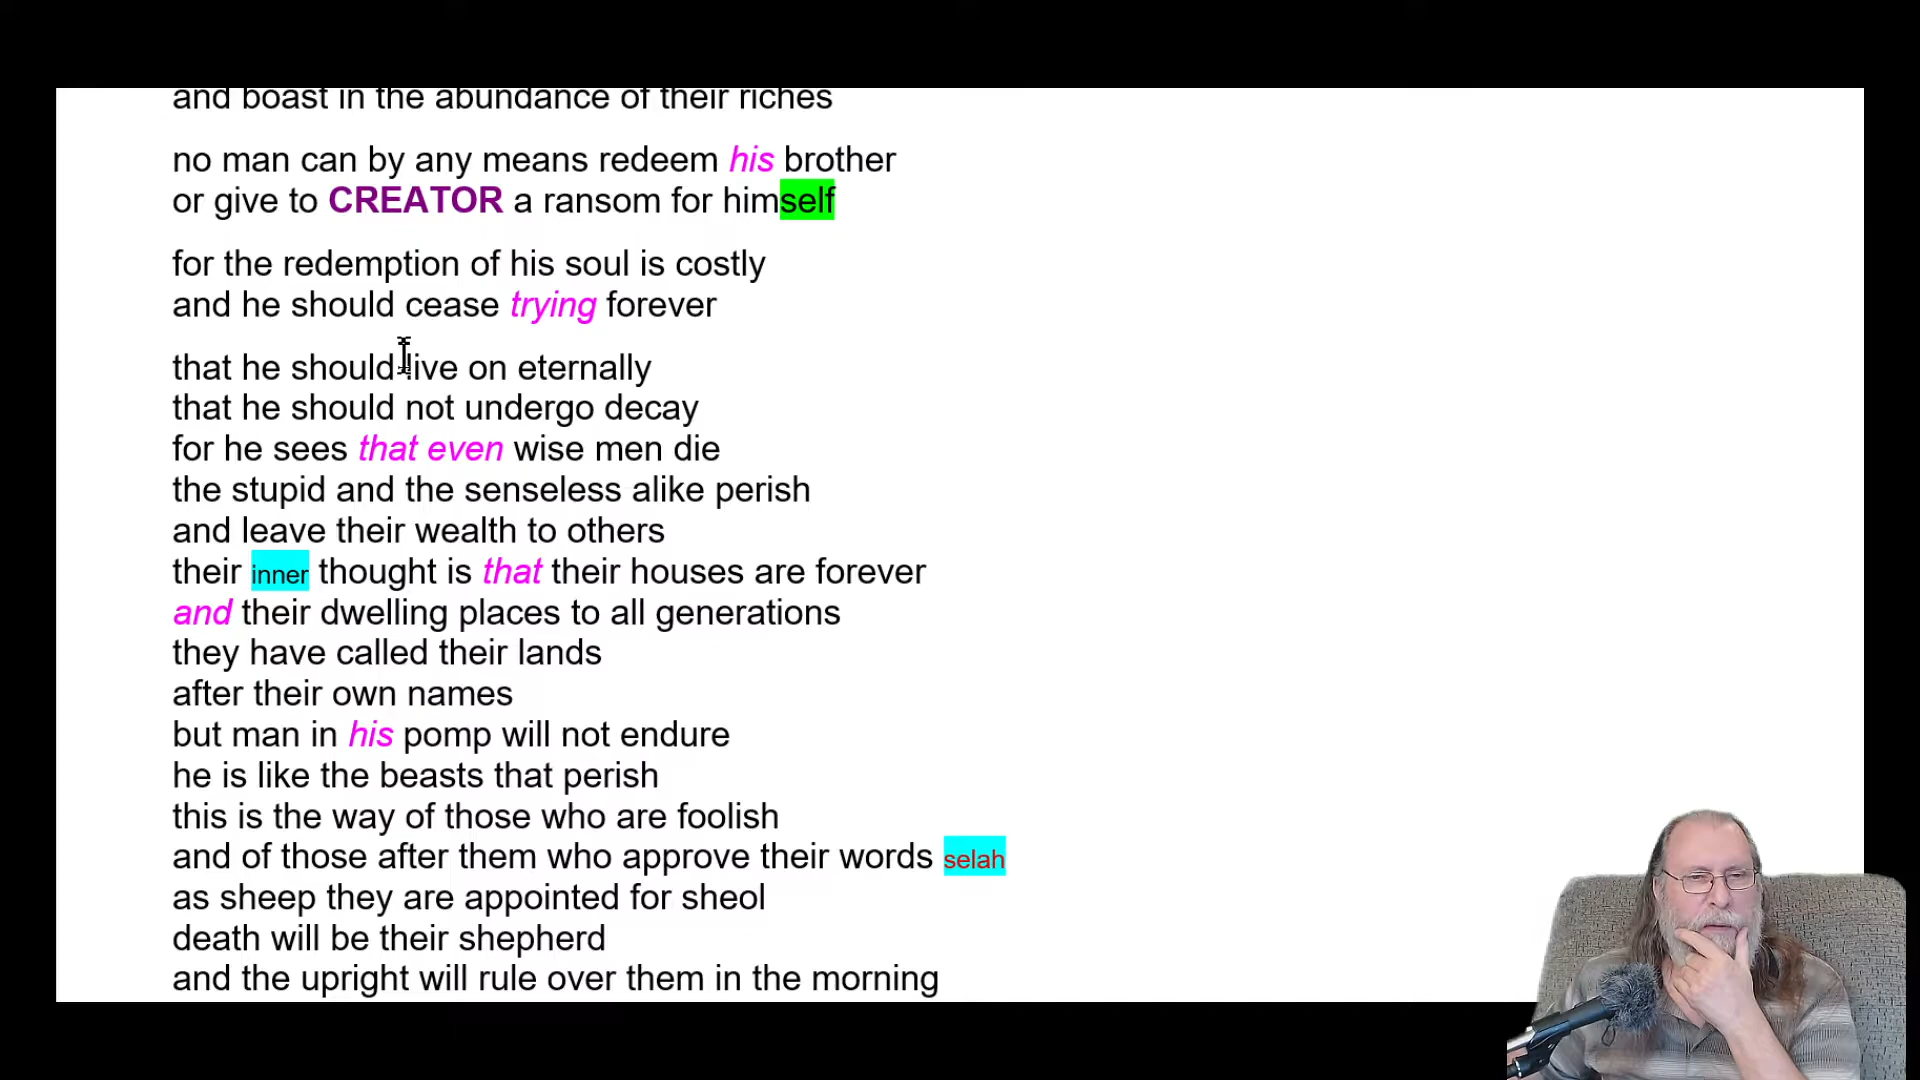 and boast in the abundance of their riches
no man can by any means redeem his brother
or give to CREATOR a ransom for himself
for the redemption of his soul is costly
and he should cease trying forever
that he should live on eternally
that he should not undergo decay
for he sees that even wise men die
the stupid and the senseless alike perish
and leave their wealth to others
their inner thought is that their houses are forever
and their dwelling places to all generations
they have called their lands
after their own names
but man in his pomp will not endure
he is like the beasts that perish
this is the way of those who are foolish
and of those after them who approve their words selah
as sheep they are appointed for sheol
death will be their shepherd
and the upright will rule over them in the morning